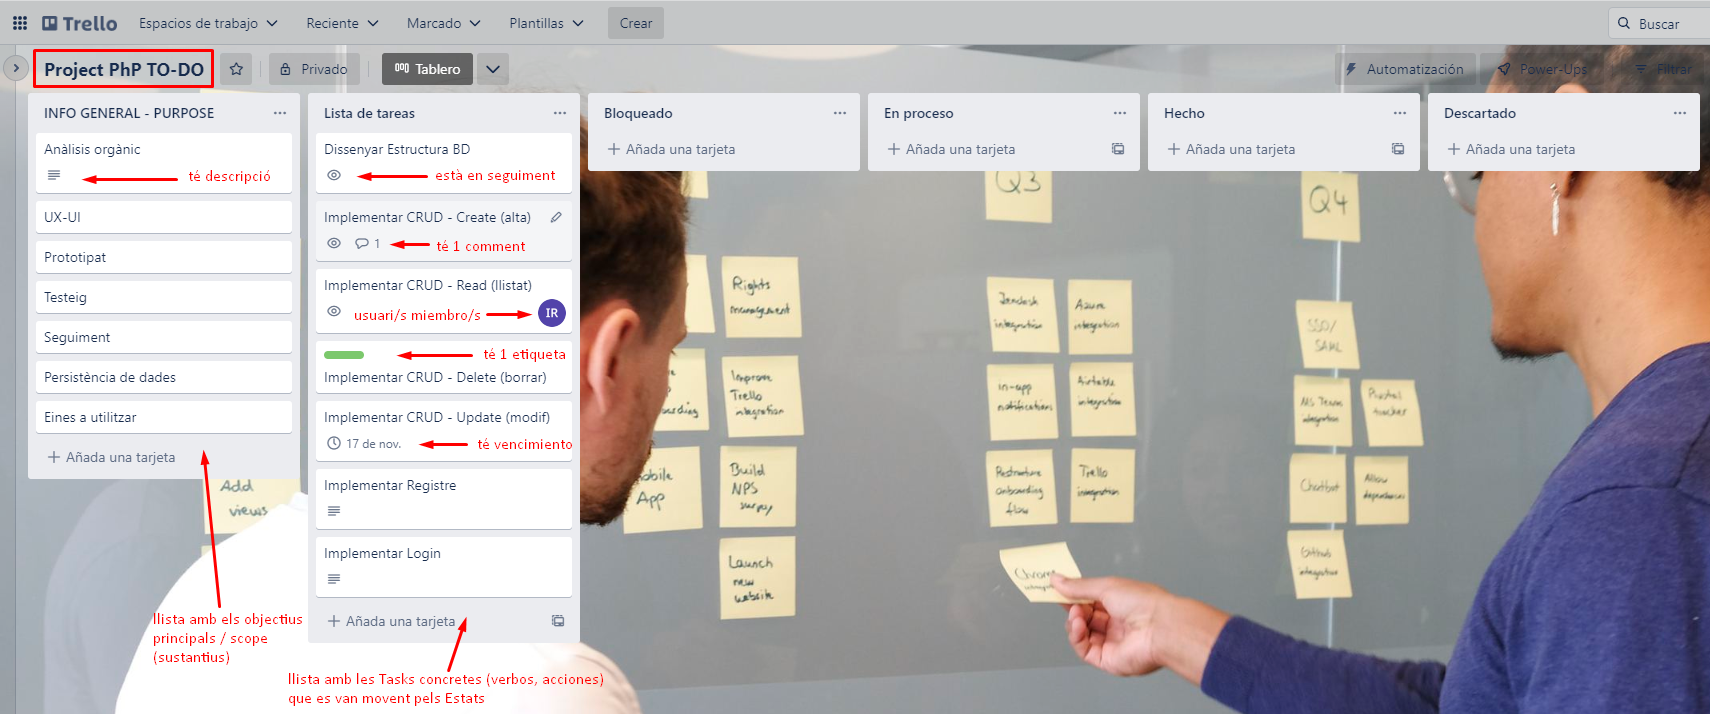 Trello
Espacios de trabajo
Reciente
Marcado
Plantillas
Crear
Buscar
Project PhP TO-DO
Privado
Tablero
Automatización
Power-Ups
Filtrar
INFO GENERAL - PURPOSE
Anàlisis orgànic
té descripció
UX-UI
Prototipat
Testeig
Seguiment
Persistència de dades
Eines a utilitzar
Añada una tarjeta
llista amb els objectius
principals / scope
(sustantius)
Lista de tareas
Dissenyar Estructura BD
està en seguiment
Implementar CRUD - Create (alta)
1
té 1 comment
Implementar CRUD - Read (llistat)
usuari/s miembro/s
IR
té 1 etiqueta
Implementar CRUD - Delete (borrar)
Implementar CRUD - Update (modif)
17 de nov.
té vencimiento
Implementar Registre
Implementar Login
Añada una tarjeta
llista amb les Tasks concretes (verbos, acciones)
que es van movent pels Estats
Bloqueado
Añada una tarjeta
En proceso
Añada una tarjeta
Hecho
Añada una tarjeta
Descartado
Añada una tarjeta
Add
views
Rights
management
Improve
Trello
integration
Mobile
App
Build
NPS
survey
Launch
new
website
Q3
Zendesk
integration
Azure
integration
in-app
notifications
Airtable
integration
Restructure
onboarding
flow
Trello
integration
Chrome
Q4
SSO/
SAML
MS Teams
integration
Pivotal
tracker
Chatbot
Allow
dependencies
Github
integration